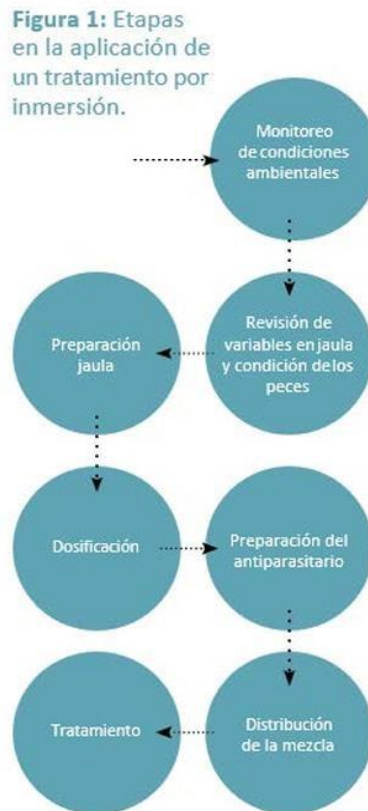 Figura 1: Etapas
en la aplicación de
un tratamiento por
inmersión.
Monitoreo
de condiciones
ambientales
Revisión de
variables en jaula
y condición de los
peces
Preparación
jaula
Dosificación
Preparación del
antiparasitario
Distribución
de la mezcla
Tratamiento